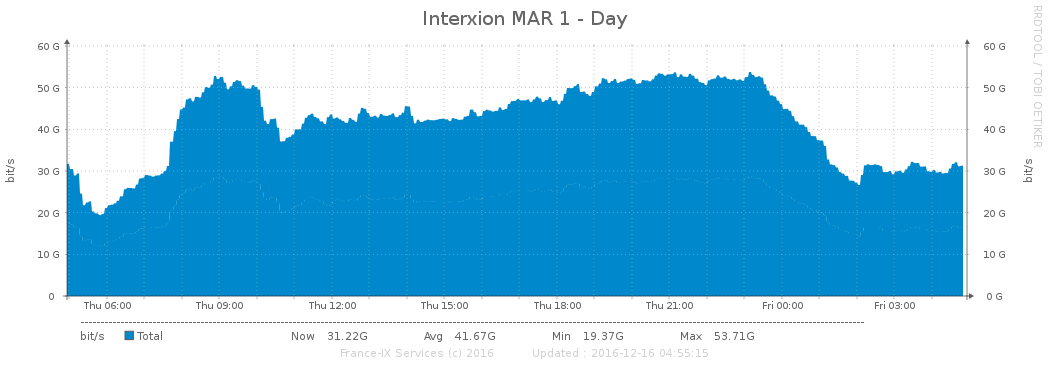 Interxion MAR 1 - Day
RRDTOOL / TOBI OETIKER
60 G 60 G
50 G 50 G
40 G 40 G
30 G 30 G
20 G 20 G
10 G 10 G
0 0 G
bit/s bit/s
Thu 06:00 Thu 09:00 Thu 12:00 Thu 15:00 Thu 18:00 Thu 21:00 Fri 00:00 Fri 03:00
bit/s Total Now 31.22G Avg 41.67G Min 19.37G Max 53.71G
France-IX Services (c) 2016 Updated : 2016-12-16 04:55:15